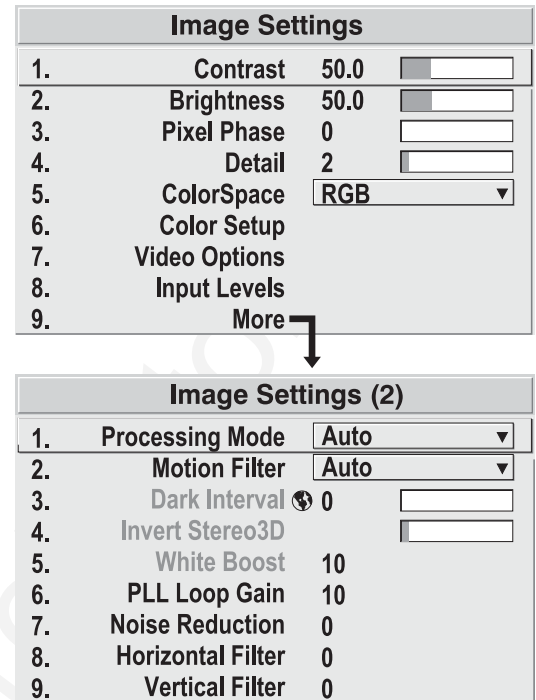 Image Settings
1. Contrast 50.0
2. Brightness 50.0
3. Pixel Phase 0
4. Detail 2
5. ColorSpace RGB
6. Color Setup
7. Video Options
8. Input Levels
9. More
Image Settings (2)
1. Processing Mode Auto
2. Motion Filter Auto
3. Dark Interval 0
4. Invert Stereo3D
5. White Boost 10
6. PLL Loop Gain 10
7. Noise Reduction 0
8. Horizontal Filter 0
9. Vertical Filter 0